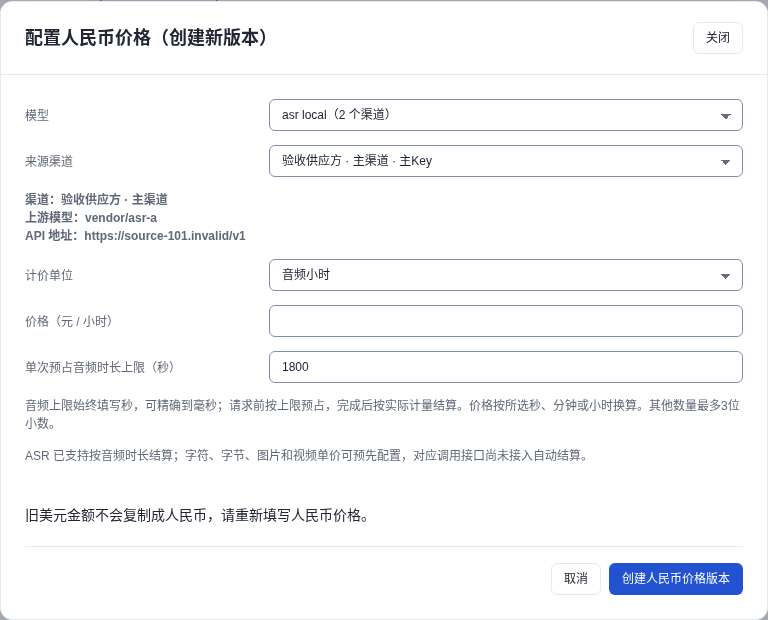 配置人民币价格（创建新版本）
关闭
模型
asr local（2 个渠道）
来源渠道
验收供应方 · 主渠道 · 主Key
渠道：验收供应方 · 主渠道
上游模型：vendor/asr-a
API 地址：https://source-101.invalid/v1
计价单位
音频小时
价格（元 / 小时）
单次预占音频时长上限（秒）
1800
音频上限始终填写秒，可精确到毫秒；请求前按上限预占，完成后按实际计量结算。价格按所选秒、分钟或小时换算。其他数量最多3位
小数。
ASR 已支持按音频时长结算；字符、字节、图片和视频单价可预先配置，对应调用接口尚未接入自动结算。
旧美元金额不会复制成人民币，请重新填写人民币价格。
取消
创建人民币价格版本